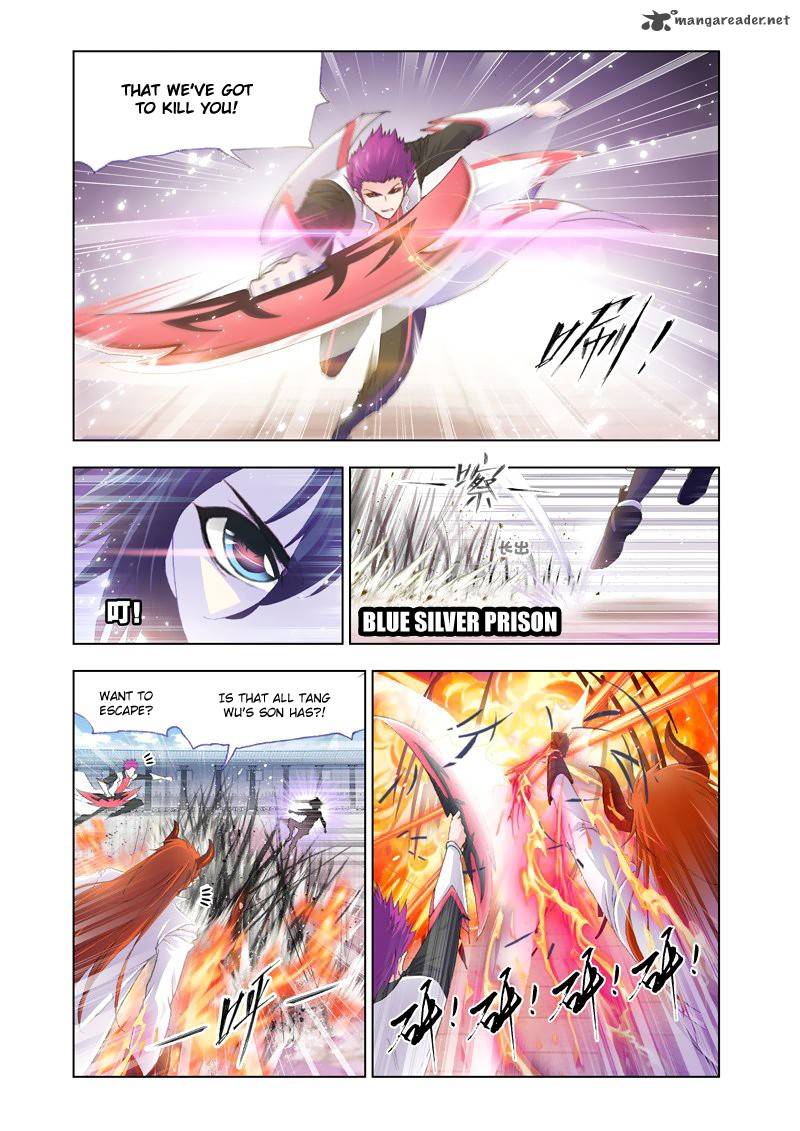 mangareader.net
THAT WE'VE GOT
TO KILL YOU!
唰!
叮!
嚓
卡出
BLUE SILVER PRISON
WANT TO
ESCAPE?
IS THAT ALL TANG
WU'S SON HAS?!
呼
砰! 砰! 砰! 砰!